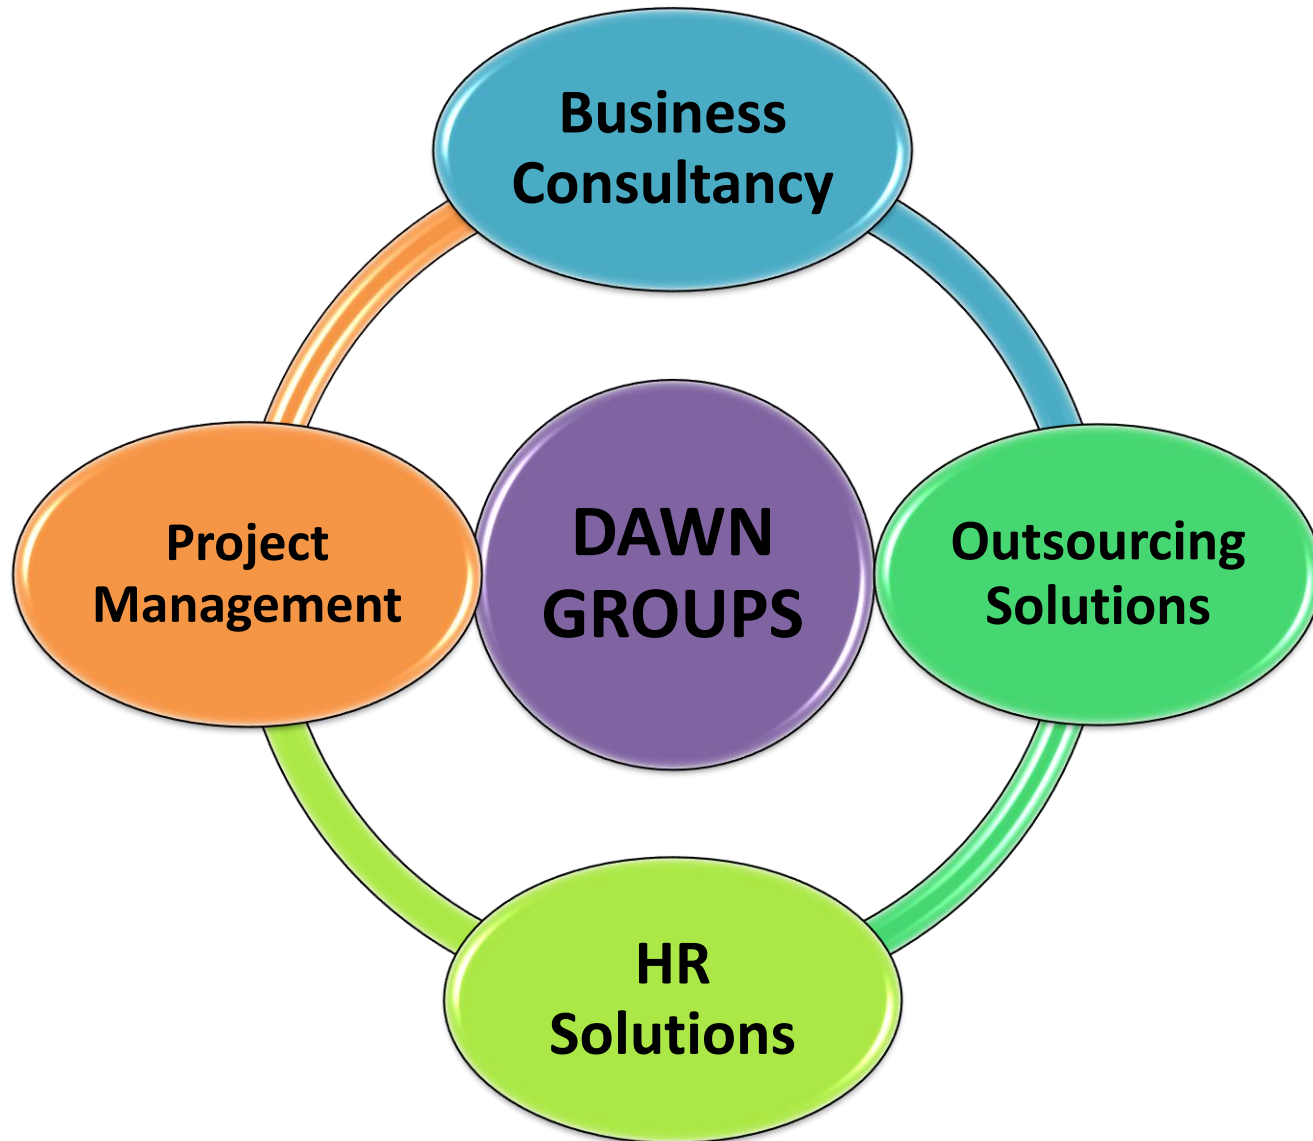 Business
Consultancy
Project
Management
DAWN
GROUPS
Outsourcing
Solutions
HR
Solutions